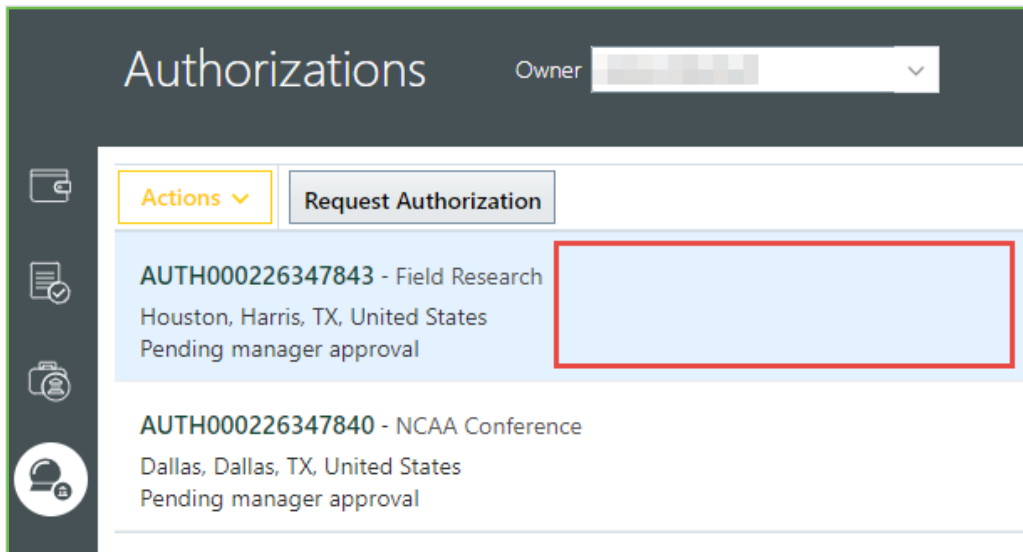 Authorizations
Owner
Actions
Request Authorization
AUTH000226347843 - Field Research
Houston, Harris, TX, United States
Pending manager approval
AUTH000226347840 - NCAA Conference
Dallas, Dallas, TX, United States
Pending manager approval